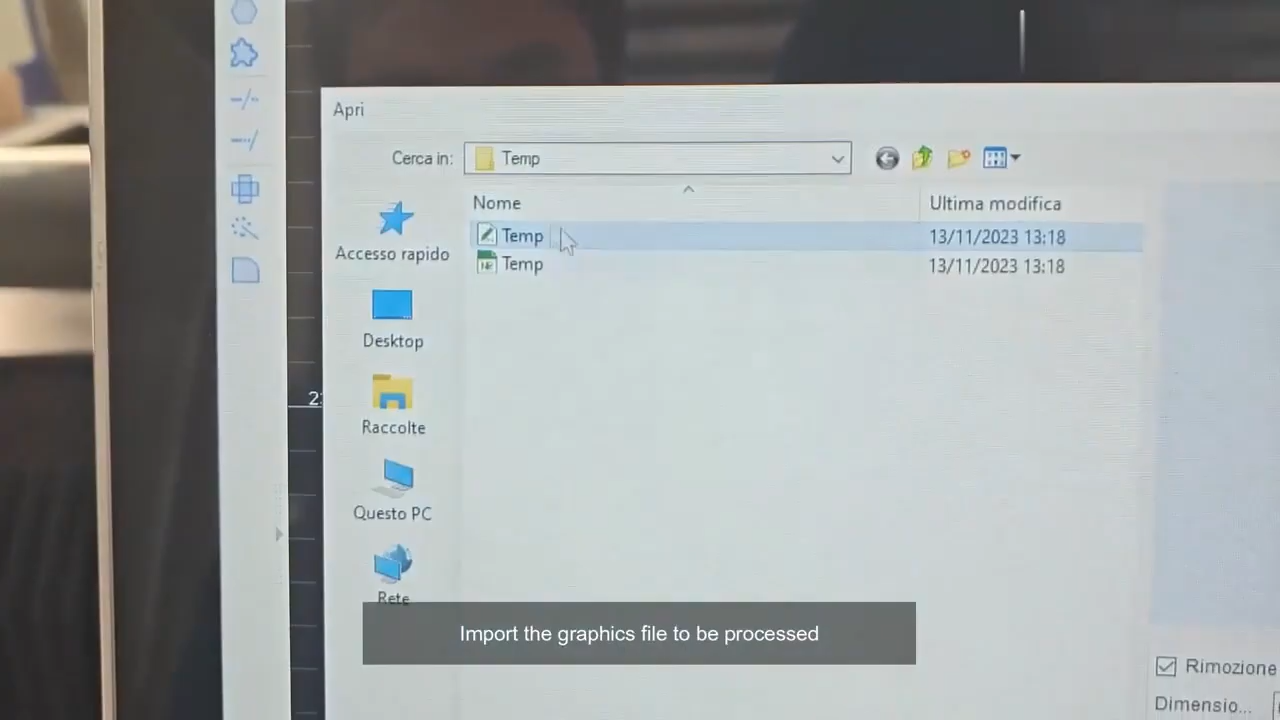 Apri
Cerca in: Temp
Nome Ultima modifica
Temp 13/11/2023 13:18
Temp 13/11/2023 13:18
Accesso rapido
Desktop
Raccolte
Questo PC
Rete
Import the graphics file to be processed
Rimozione
Dimensio...